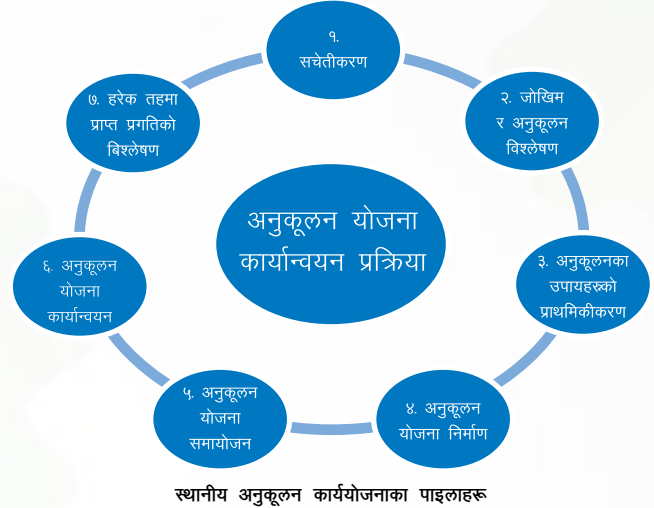 १.
सचेतीकरण
२. जोखिम
र अनुकूलन
विश्लेषण
३. अनुकूलनका
उपायहरुको
प्राथमिकीकरण
४. अनुकूलन
योजना निर्माण
५. अनुकूलन
योजना
समायोजन
६. अनुकूलन
योजना
कार्यान्वयन
७. हरेक तहमा
प्राप्त प्रगतिको
बिश्लेषण
अनुकूलन योजना
कार्यान्वयन प्रक्रिया
स्थानीय अनुकूलन कार्ययोजनाका पाइलाहरू